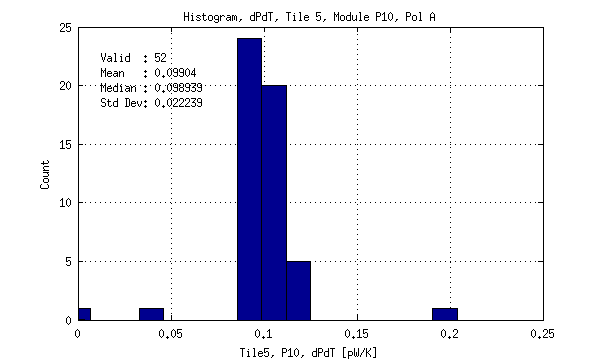 Histogram, dPdT, Tile 5, Module P10, Pol A
25
Valid : 52
Mean : 0.09904
Median : 0.098939
Std Dev: 0.022239
20
15
Count
10
5
0
0 0.05 0.1 0.15 0.2 0.25
Tile5, P10, dPdT [pW/K]